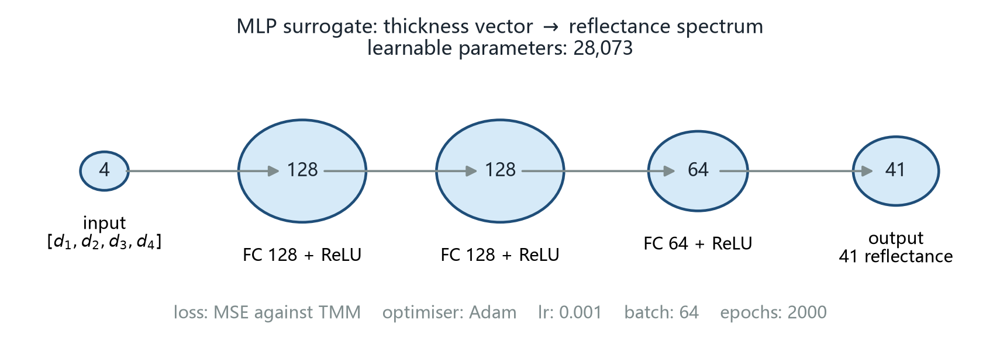 MLP surrogate: thickness vector → reflectance spectrum
learnable parameters: 28,073
4
128
128
64
41
input
[d₁, d₂, d₃, d₄]
FC 128 + ReLU
FC 128 + ReLU
FC 64 + ReLU
output
41 reflectance
loss: MSE against TMM optimiser: Adam lr: 0.001 batch: 64 epochs: 2000